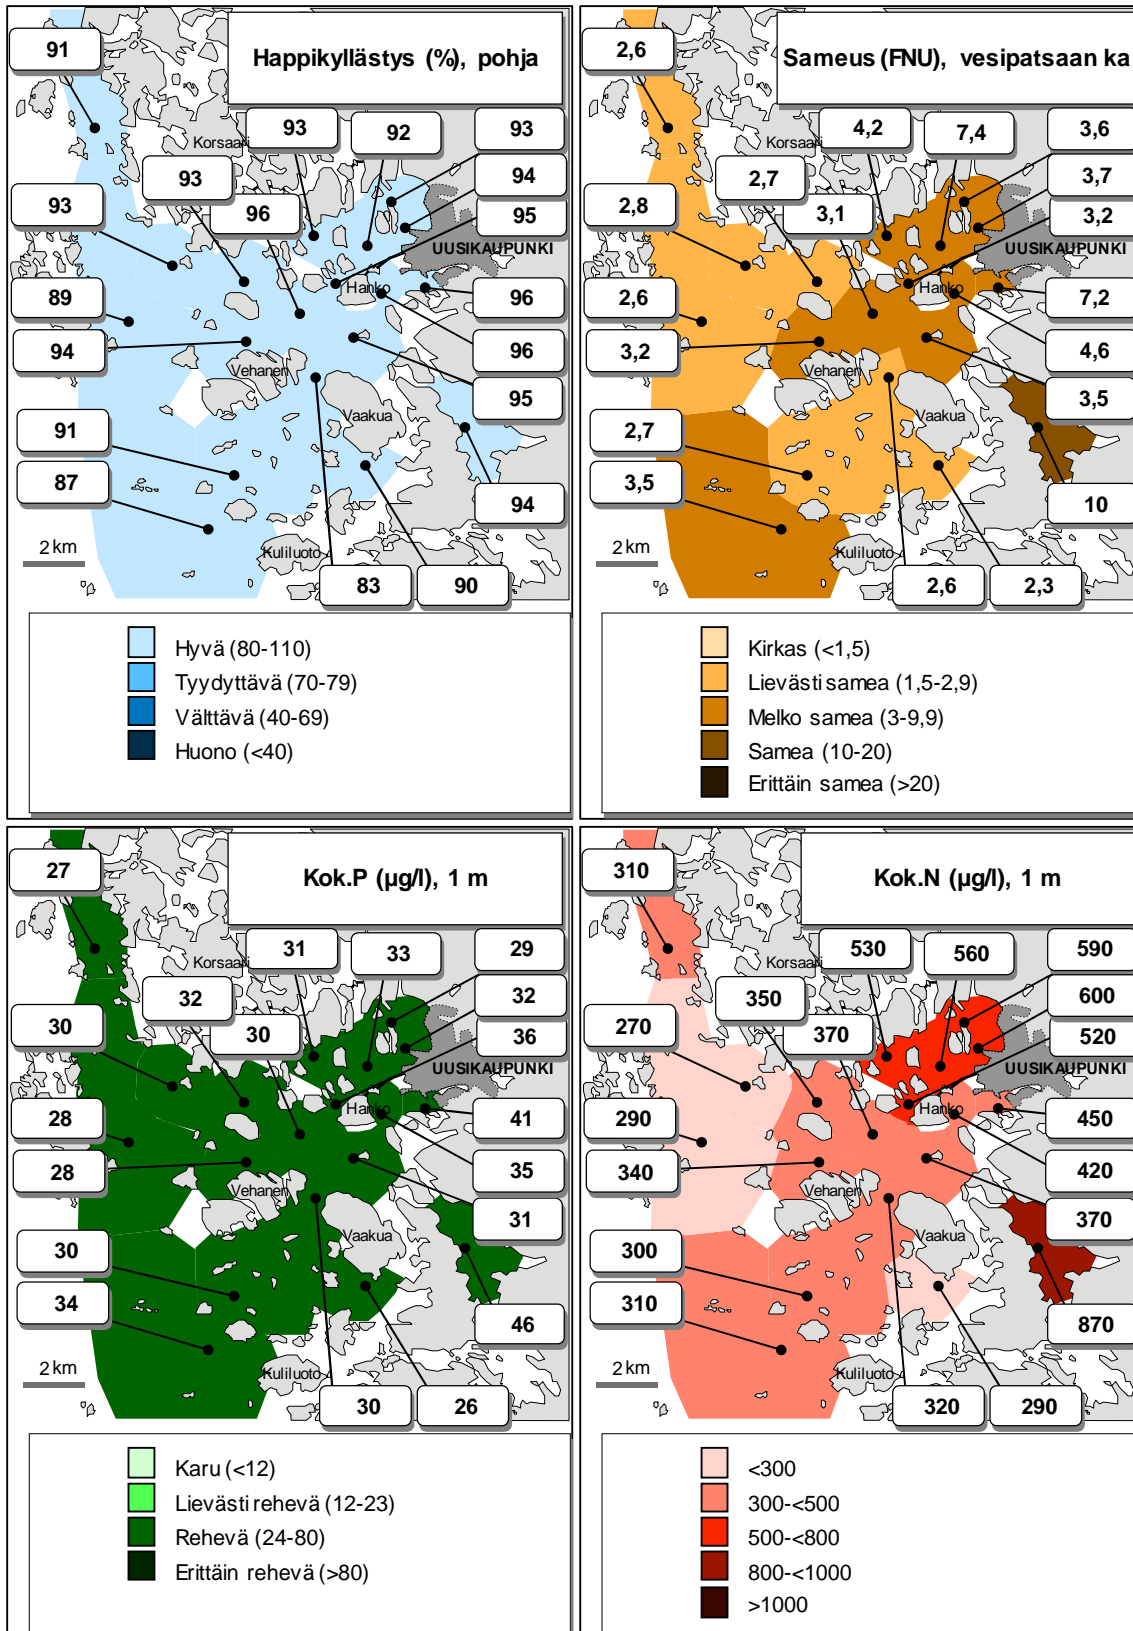 Happikyllästys (%), pohja
91
93
92
93
Korsaari
93
94
93
96
95
UUSIKAUPUNKI
89
Hanko
96
94
96
Vehanen
95
Vaakua
91
87
94
2 km
Kuliluoto
83
90
Hyvä (80-110)
Tyydyttävä (70-79)
Välttävä (40-69)
Huono (<40)
Sameus (FNU), vesipatsaan ka
2,6
4,2
7,4
3,6
Korsaari
2,7
3,7
2,8
3,1
3,2
UUSIKAUPUNKI
2,6
Hanko
7,2
3,2
4,6
Vehanen
3,5
Vaakua
2,7
3,5
10
2 km
Kuliluoto
2,6
2,3
Kirkas (<1,5)
Lievästi samea (1,5-2,9)
Melko samea (3-9,9)
Samea (10-20)
Erittäin samea (>20)
Kok.P (µg/l), 1 m
27
31
33
29
Korsaari
32
32
30
30
36
UUSIKAUPUNKI
28
Hanko
41
28
35
Vehanen
31
Vaakua
30
34
46
2 km
Kuliluoto
30
26
Karu (<12)
Lievästi rehevä (12-23)
Rehevä (24-80)
Erittäin rehevä (>80)
Kok.N (µg/l), 1 m
310
530
560
590
Korsaari
350
600
270
370
520
UUSIKAUPUNKI
290
Hanko
450
340
420
Vehanen
370
Vaakua
300
310
870
2 km
Kuliluoto
320
290
<300
300-<500
500-<800
800-<1000
>1000